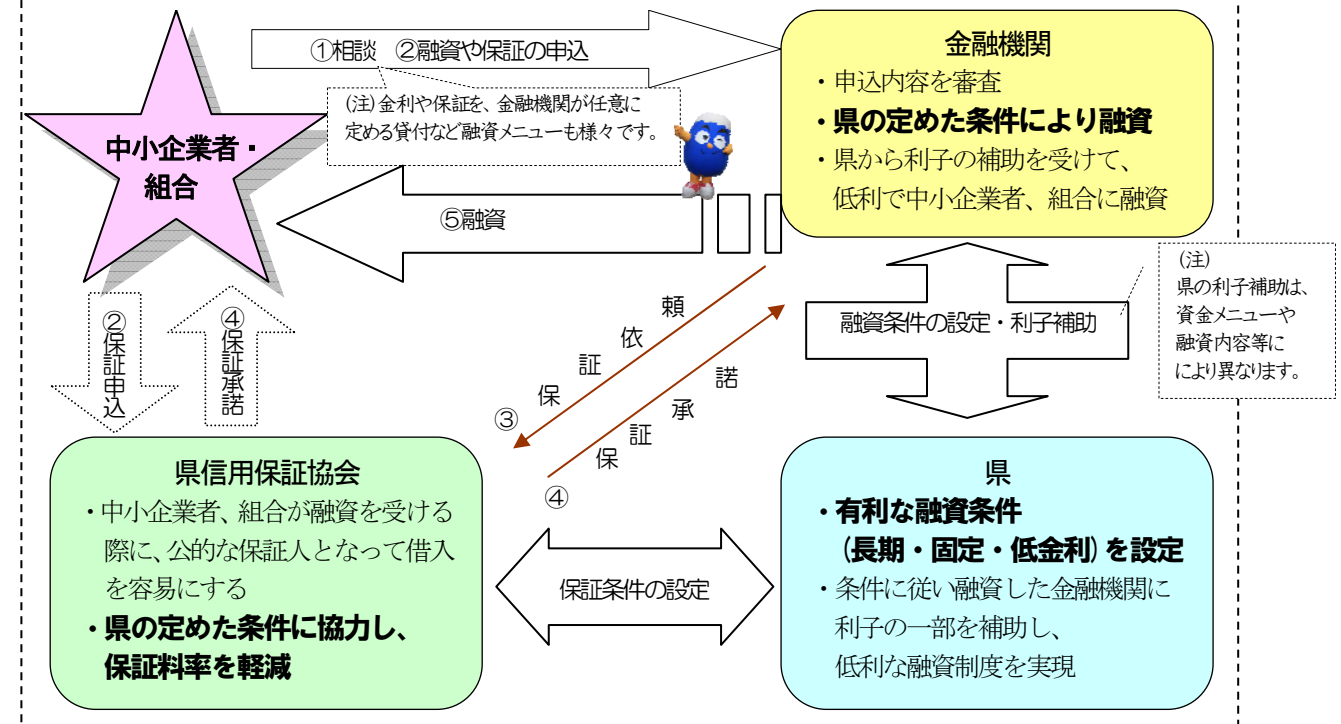 ①相談　②融資や保証の申込
(注)金利や保証を、金融機関が任意に
定める貸付など融資メニューも様々です。
中小企業者・
組合
金融機関
・申込内容を審査
・県の定めた条件により融資
・県から利子の補助を受けて、
低利で中小企業者、組合に融資
⑤融資
②保証申込
④保証承諾
③保証依頼
④保証承諾
融資条件の設定・利子補助
(注)
県の利子補助は、
資金メニューや
融資内容等に
により異なります。
県信用保証協会
・中小企業者、組合が融資を受ける
際に、公的な保証人となって借入
を容易にする
・県の定めた条件に協力し、
保証料率を軽減
保証条件の設定
県
・有利な融資条件
(長期・固定・低金利)を設定
・条件に従い融資した金融機関に
利子の一部を補助し、
低利な融資制度を実現